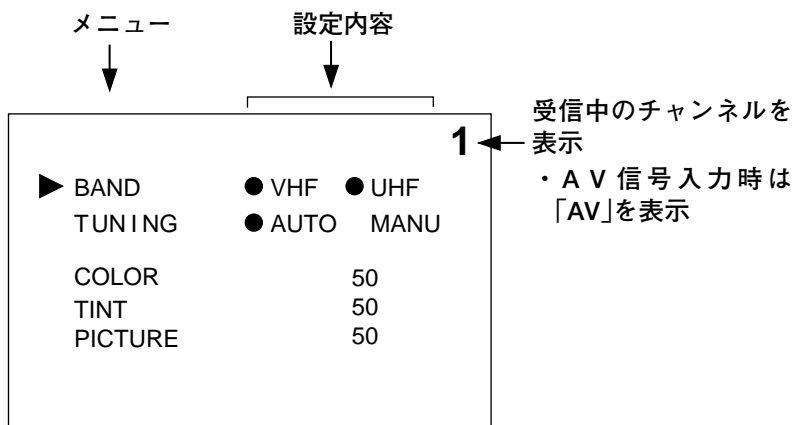 メニュー 設定内容
1
受信中のチャンネルを
表示
・ＡＶ信号入力時は
「AV」を表示
▶ BAND ● VHF ● UHF
TUNING ● AUTO MANU
COLOR 50
TINT 50
PICTURE 50